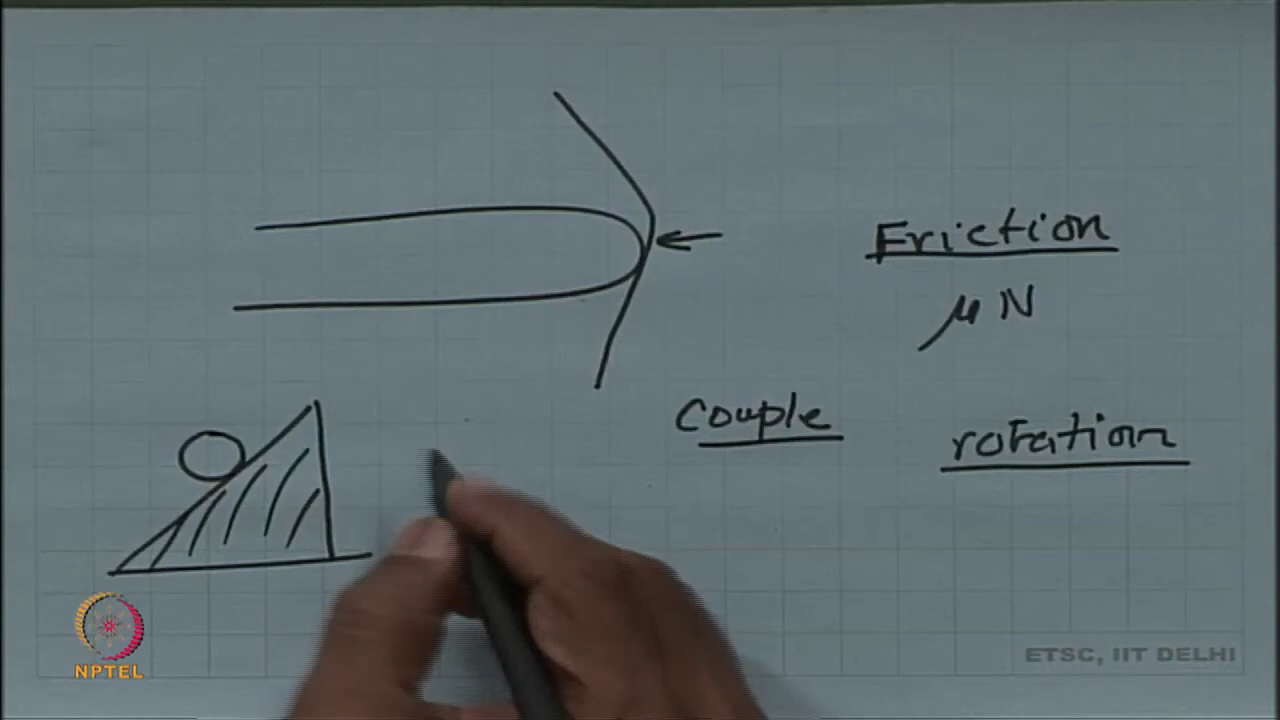 Friction
μN
Couple
rotation
NPTEL
ETSC, IIT DELHI